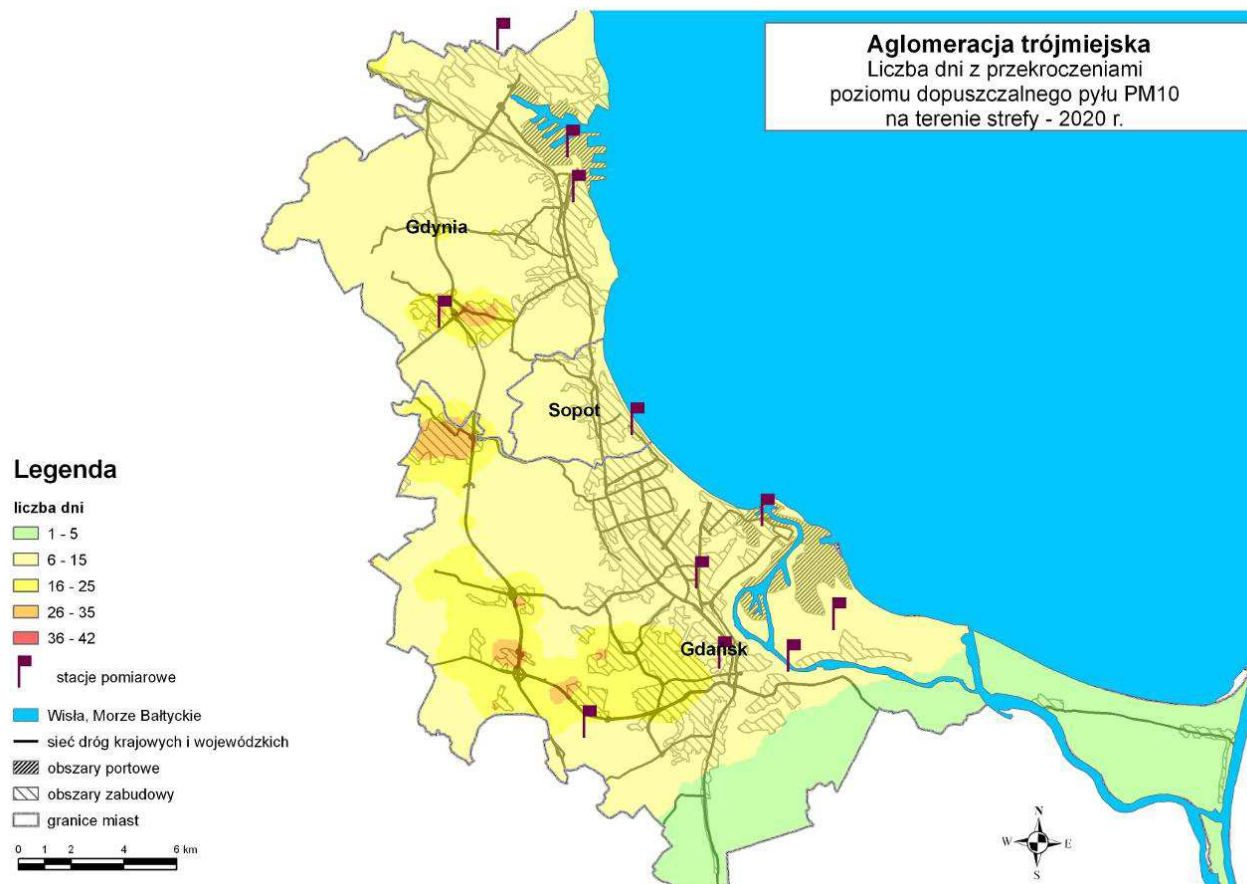 Aglomeracja trójmiejska
Liczba dni z przekroczeniami
poziomu dopuszczalnego pyłu PM10
na terenie strefy - 2020 r.
Gdynia
Sopot
Gdańsk
Legenda
liczba dni
1 - 5
6 - 15
16 - 25
26 - 35
36 - 42
stacje pomiarowe
Wisła, Morze Bałtyckie
sieć dróg krajowych i wojewódzkich
obszary portowe
obszary zabudowy
granice miast
0 1 2 4 6 km
N
W E
S